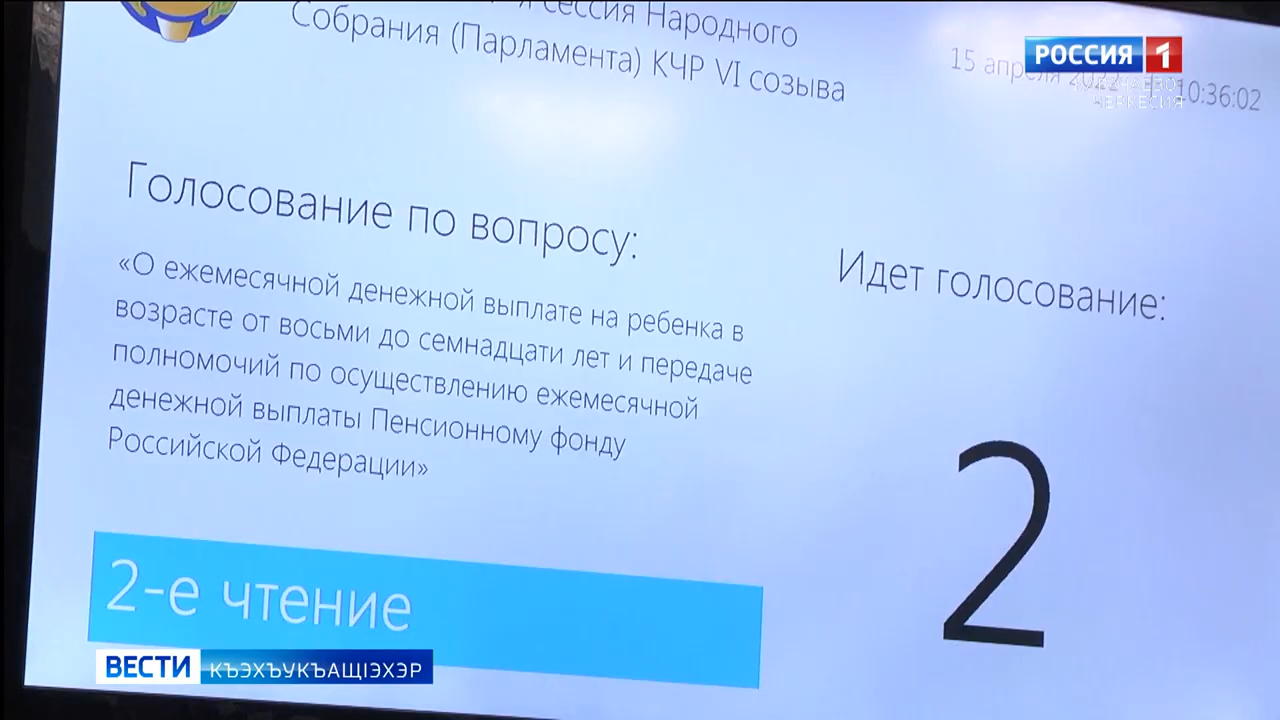 сессия Народного
Собрания (Парламента) КЧР VI созыва
РОССИЯ 1
15 апреля 2022
10:36:02
ЧЕРКЕСИЯ
Голосование по вопросу:
«О ежемесячной денежной выплате на ребенка в
возрасте от восьми до семнадцати лет и передаче
полномочий по осуществлению ежемесячной
денежной выплаты Пенсионному фонду
Российской Федерации»
Идет голосование:
2
2-е чтение
ВЕСТИ КЪЭХЪУКЪАЩІЭХЭР